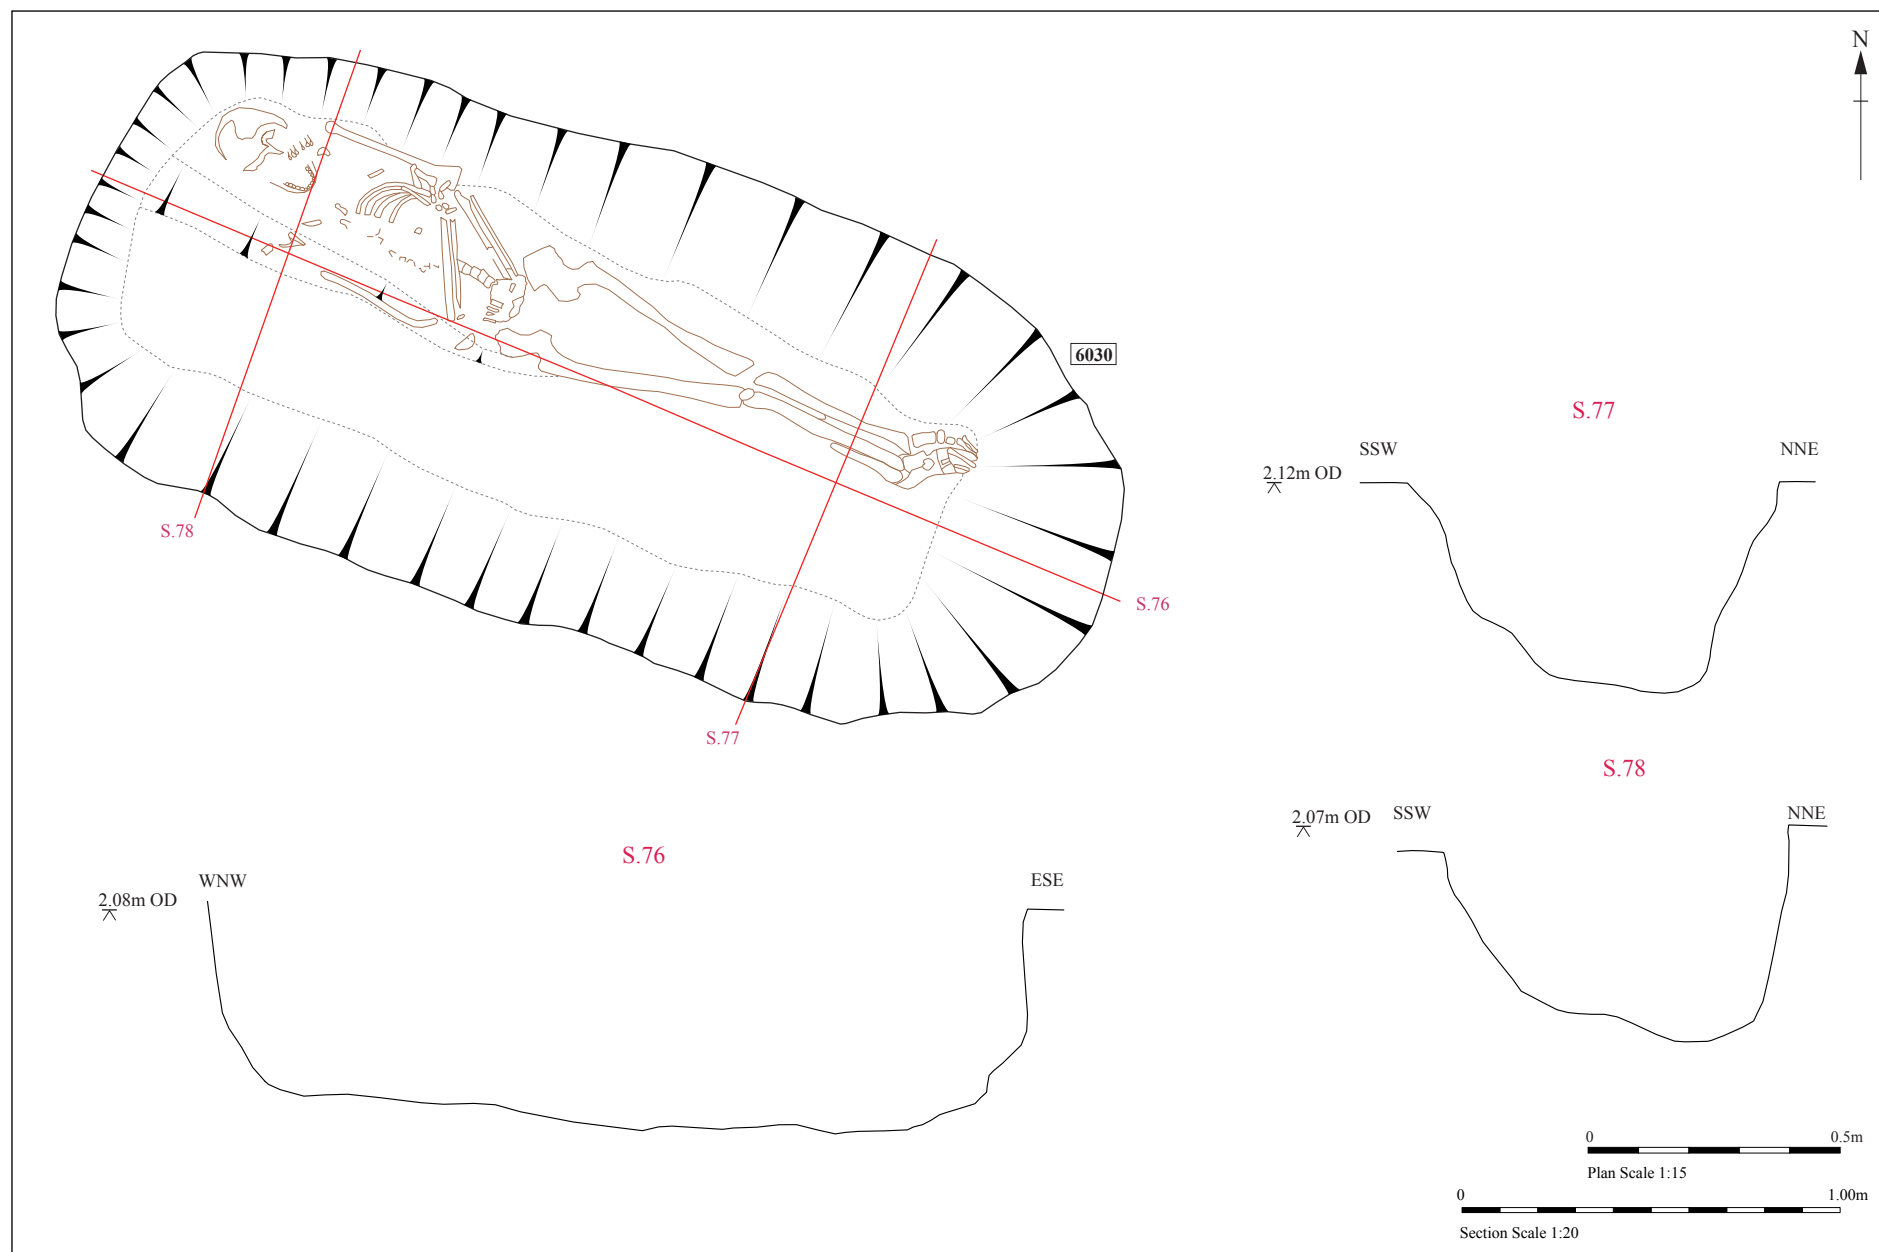 N
6030
S.77
SSW
NNE
2.12m OD
S.78
S.76
S.77
S.78
2.07m OD
SSW
NNE
S.76
WNW
ESE
2.08m OD
0
0.5m
Plan Scale 1:15
0
1.00m
Section Scale 1:20